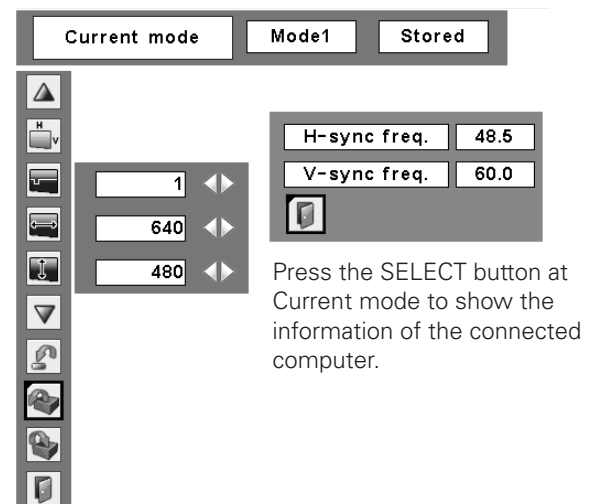 Current mode Mode1 Stored
H V
H-sync freq. 48.5
V-sync freq. 60.0
1
640
480
Press the SELECT button at
Current mode to show the
information of the connected
computer.